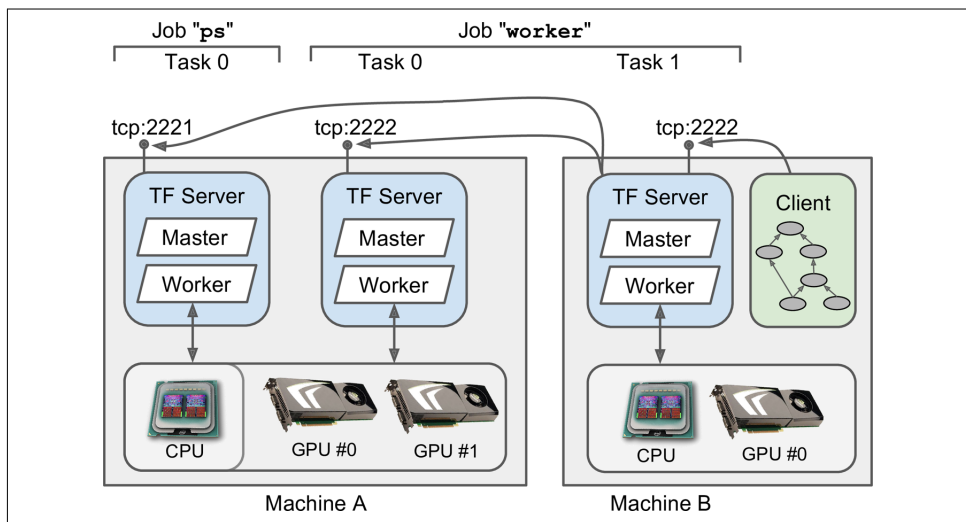 Job "ps" Job "worker"
Task 0 Task 0 Task 1
tcp:2221 tcp:2222 tcp:2222
TF Server TF Server TF Server Client
Master Master Master
Worker Worker Worker
CPU GPU #0 GPU #1 CPU GPU #0
Machine A Machine B